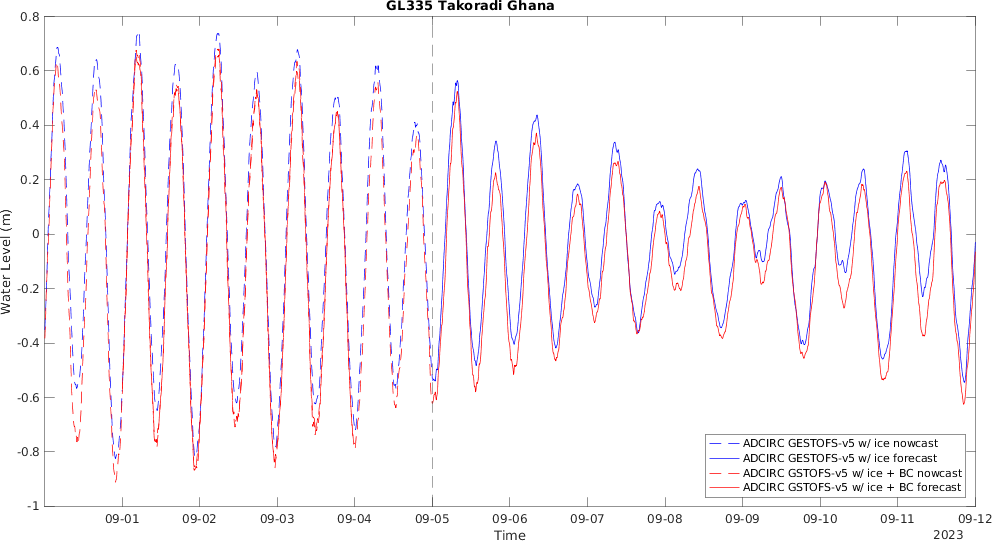 GL335 Takoradi Ghana
0.8
0.6
0.4
0.2
0
-0.2
-0.4
-0.6
-0.8
-1
Water Level (m)
09-01 09-02 09-03 09-04 09-05 09-06 09-07 09-08 09-09 09-10 09-11 09-12
Time
2023
ADCIRC GESTOFS-v5 w/ ice nowcast
ADCIRC GESTOFS-v5 w/ ice forecast
ADCIRC GSTOFS-v5 w/ ice + BC nowcast
ADCIRC GSTOFS-v5 w/ ice + BC forecast